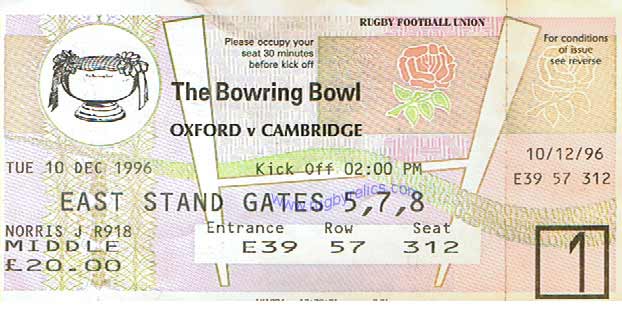 RUGBY FOOTBALL UNION
Please occupy your
seat 30 minutes
before kick off
For conditions
of issue
see reverse
The Bowring Bowl
OXFORD v CAMBRIDGE
TUE 10 DEC 1996
Kick Off 02:00 PM
10/12/96
E39 57 312
EAST STAND GATES 5,7,8
www.rugbyrelics.com
NORRIS J R918
Entrance Row Seat
MIDDLE
E39 57 312
£20.00
1